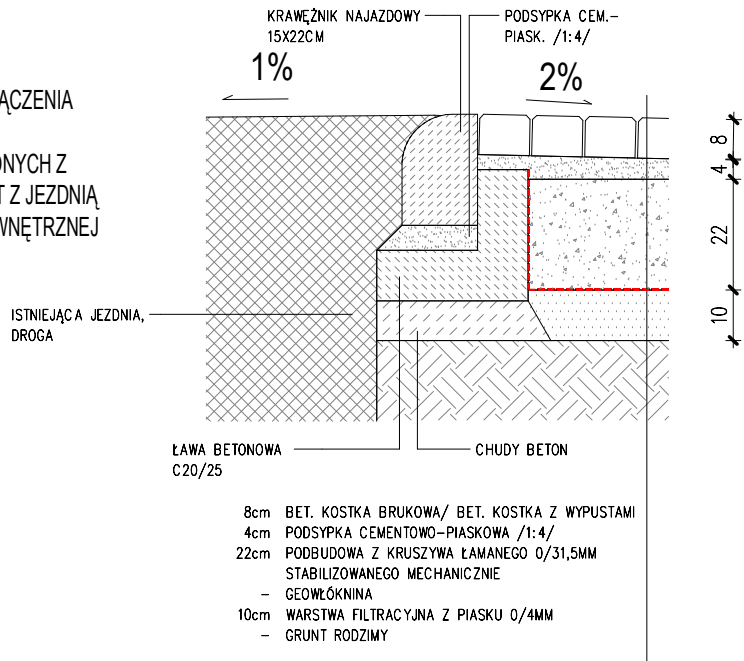 KRAWĘŻNIK NAJAZDOWY
15X22CM
PODSYPKA CEM.-
PIASK. /1:4/
1%
2%
ĄCZENIA
ONYCH Z
T Z JEZDNIĄ
WNĘTRZNEJ
8
4
22
10
ISTNIEJĄCA JEZDNIA,
DROGA
ŁAWA BETONOWA
C20/25
CHUDY BETON
8cm BET. KOSTKA BRUKOWA/ BET. KOSTKA Z WYPUSTAMI
4cm PODSYPKA CEMENTOWO-PIASKOWA /1:4/
22cm PODBUDOWA Z KRUSZYWA ŁAMANEGO 0/31,5MM
STABILIZOWANEGO MECHANICZNIE
- GEOWŁÓKNINA
10cm WARSTWA FILTRACYJNA Z PIASKU 0/4MM
- GRUNT RODZIMY